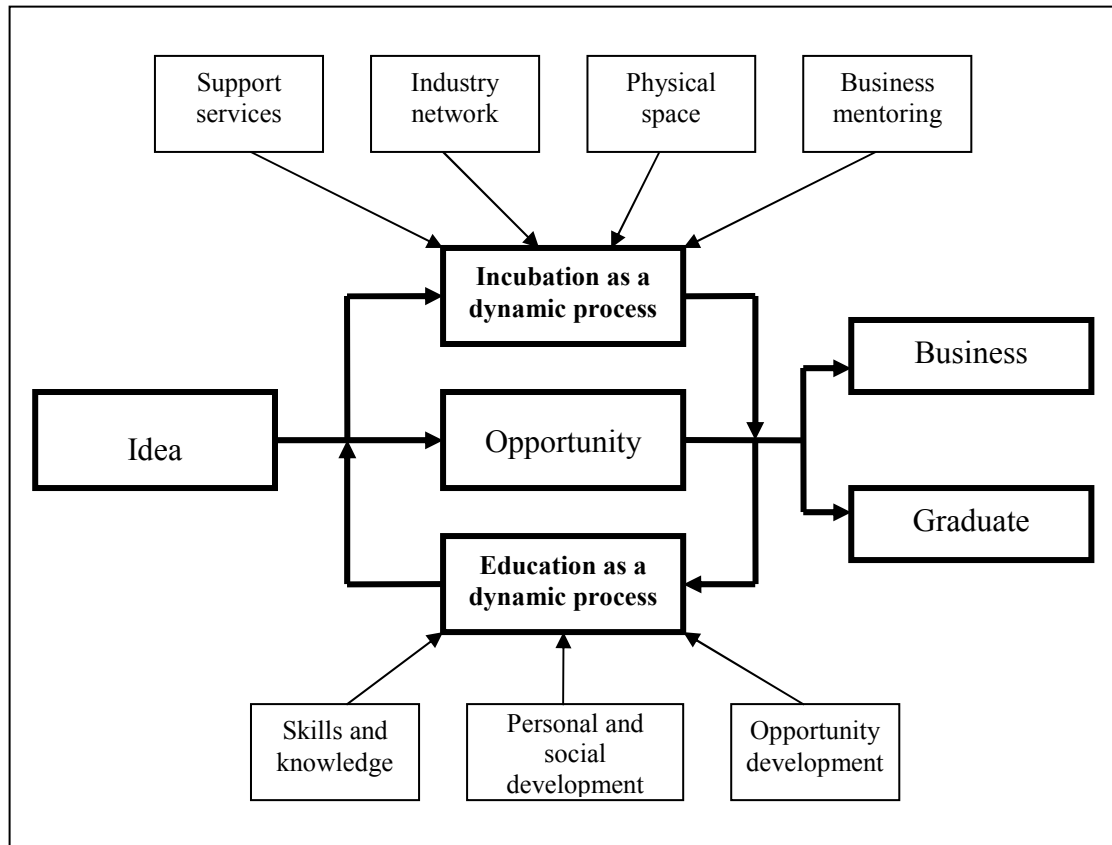 Support
services
Industry
network
Physical
space
Business
mentoring
Incubation as a
dynamic process
Business
Idea
Opportunity
Graduate
Education as a
dynamic process
Skills and
knowledge
Personal and
social
development
Opportunity
development